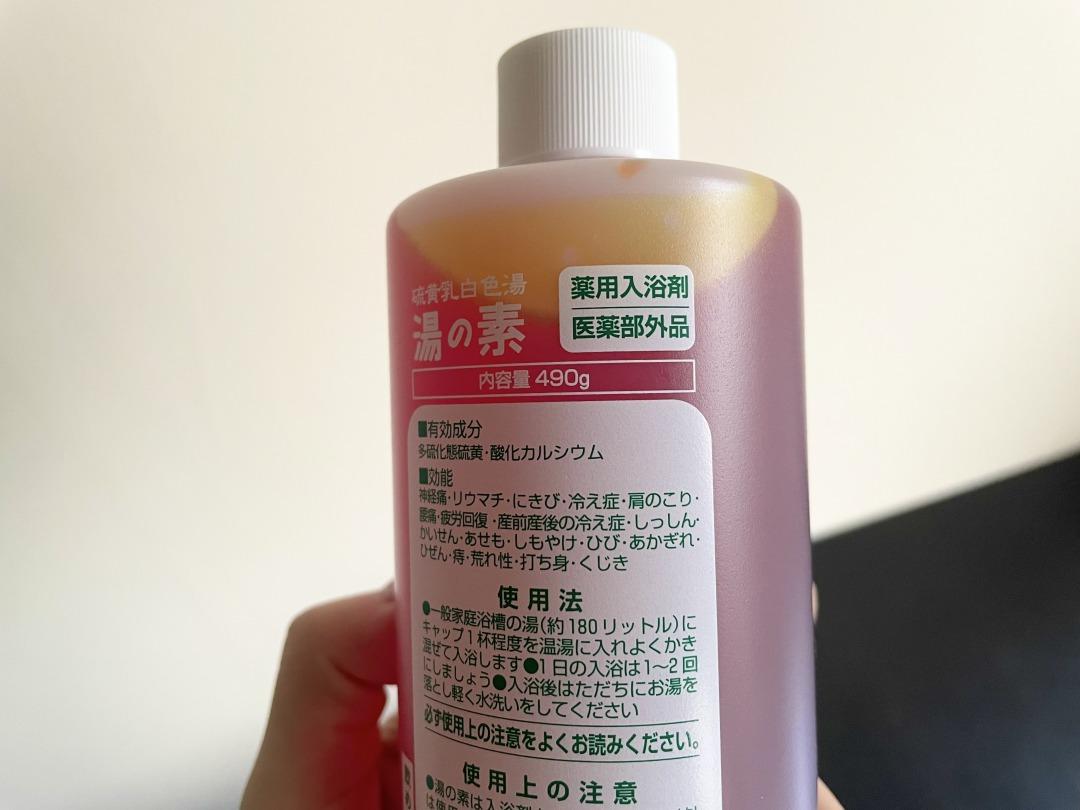 硫黄乳白色湯
湯の素
薬用入浴剤
医薬部外品
内容量 490g
■有効成分
多硫化態硫黄・酸化カルシウム
■効能
神経痛・リウマチ・にきび・冷え症・肩のこり・
腰痛・疲労回復・産前産後の冷え症・しっしん・
かいせん・あせも・しもやけ・ひび・あかぎれ・
ひぜん・痔・荒れ性・打ち身・くじき
使用法
●一般家庭浴槽の湯(約180リットル)に
キャップ1杯程度を温湯に入れよくかき
混ぜて入浴します●1日の入浴は1〜2回
にしましょう●入浴後はただちにお湯を
落とし軽く水洗いをしてください
必ず使用上の注意をよくお読みください。
使用上の注意
●湯の素は入浴剤
は使用